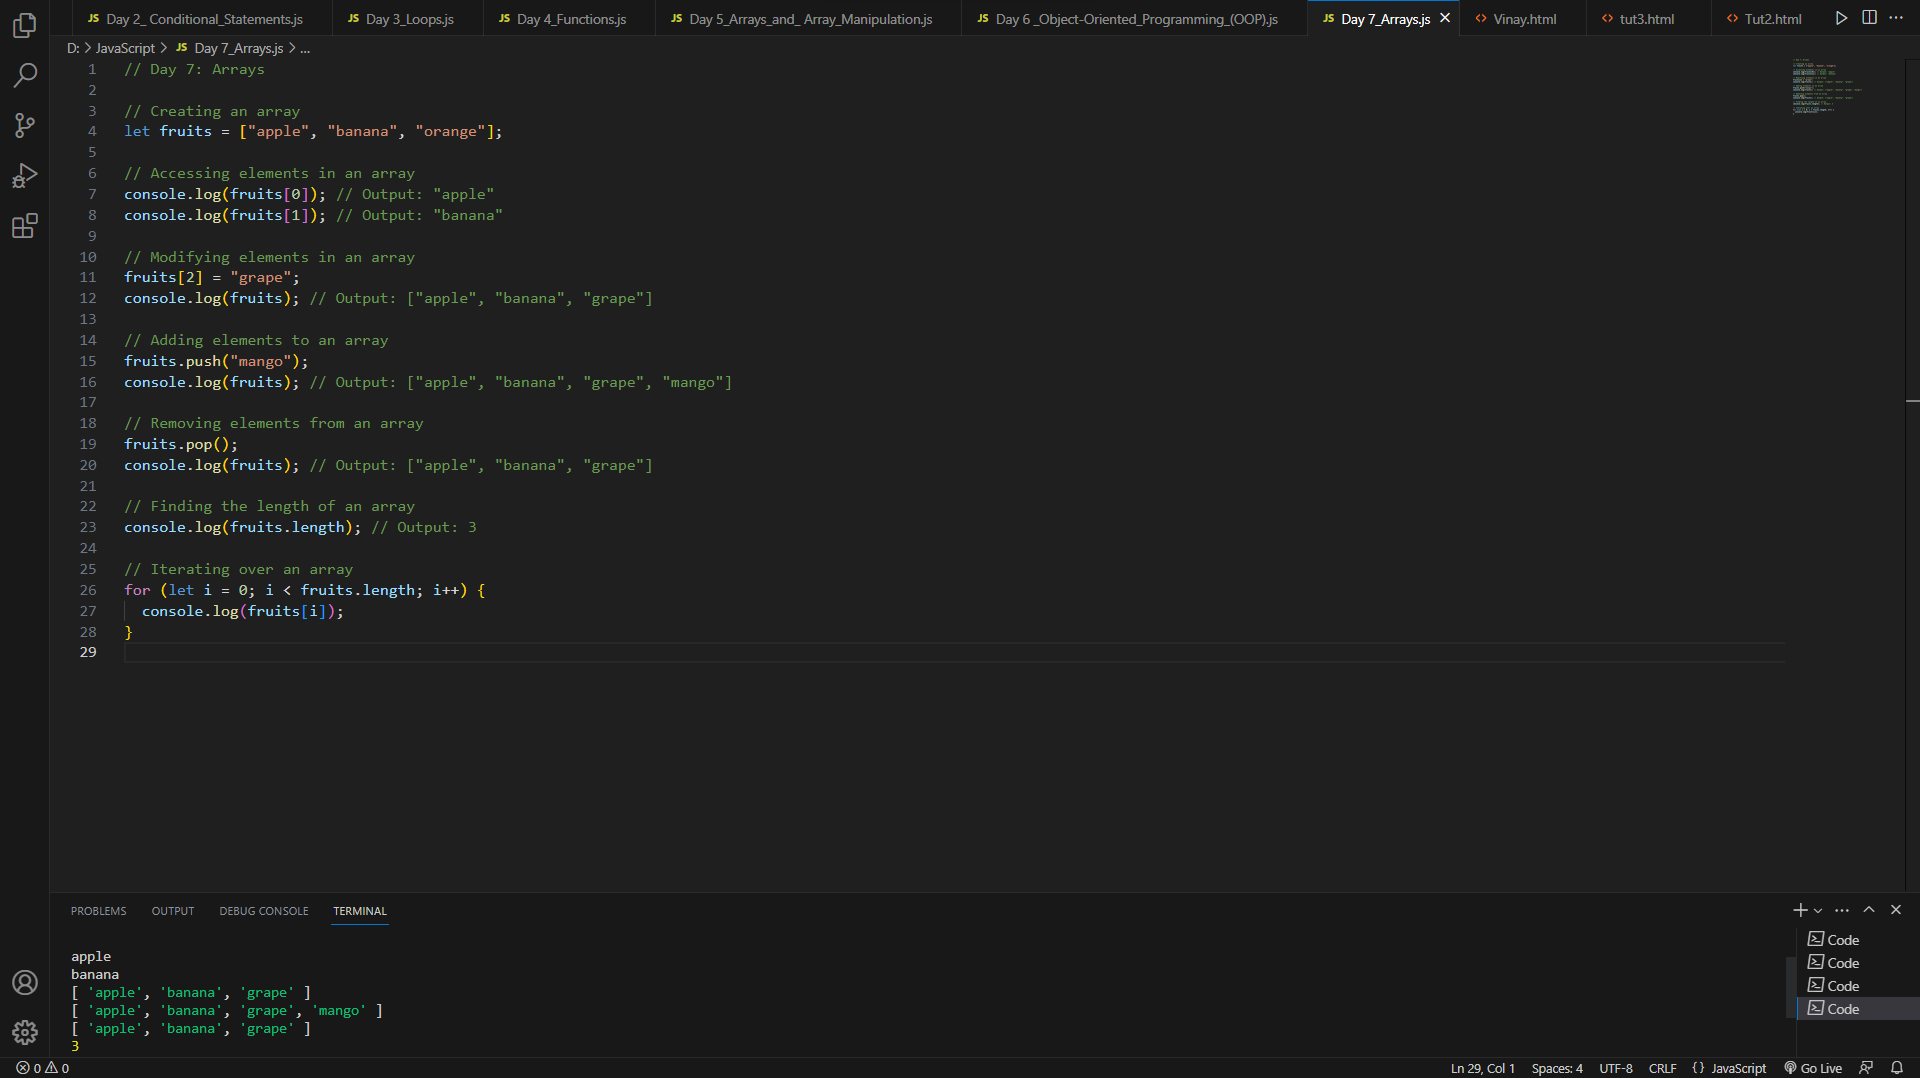 JS Day 2_ Conditional_Statements.js
JS Day 3_Loops.js
JS Day 4_Functions.js
JS Day 5_Arrays_and_ Array_Manipulation.js
JS Day 6 _Object-Oriented_Programming_(OOP).js
JS Day 7_Arrays.js
Vinay.html
tut3.html
Tut2.html
D: > JavaScript > JS Day 7_Arrays.js > ...
1 // Day 7: Arrays
2
3 // Creating an array
4 let fruits = ["apple", "banana", "orange"];
5
6 // Accessing elements in an array
7 console.log(fruits[0]); // Output: "apple"
8 console.log(fruits[1]); // Output: "banana"
9
10 // Modifying elements in an array
11 fruits[2] = "grape";
12 console.log(fruits); // Output: ["apple", "banana", "grape"]
13
14 // Adding elements to an array
15 fruits.push("mango");
16 console.log(fruits); // Output: ["apple", "banana", "grape", "mango"]
17
18 // Removing elements from an array
19 fruits.pop();
20 console.log(fruits); // Output: ["apple", "banana", "grape"]
21
22 // Finding the length of an array
23 console.log(fruits.length); // Output: 3
24
25 // Iterating over an array
26 for (let i = 0; i < fruits.length; i++) {
27   console.log(fruits[i]);
28 }
29
PROBLEMS OUTPUT DEBUG CONSOLE TERMINAL
apple
banana
[ 'apple', 'banana', 'grape' ]
[ 'apple', 'banana', 'grape', 'mango' ]
[ 'apple', 'banana', 'grape' ]
3
Code
Code
Code
Code
0 0 Ln 29, Col 1 Spaces: 4 UTF-8 CRLF {} JavaScript Go Live